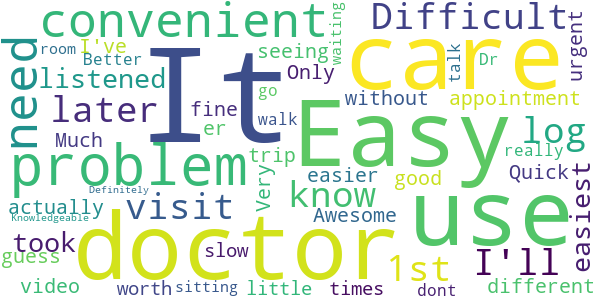 convenient Difficult
I've Better room
It
seeing waiting
care
talk Dr urgent
need
listened
Only go
later
fine er
walk
without appointment
Much
Easy
log
problem
trip
Very
easier
good
really
Quick
easiest
know
use
Definitely
Knowledgeable
actually
visit
doctor
Awesome
took
slow
1st
I'll
guess
video
worth sitting little times dont different